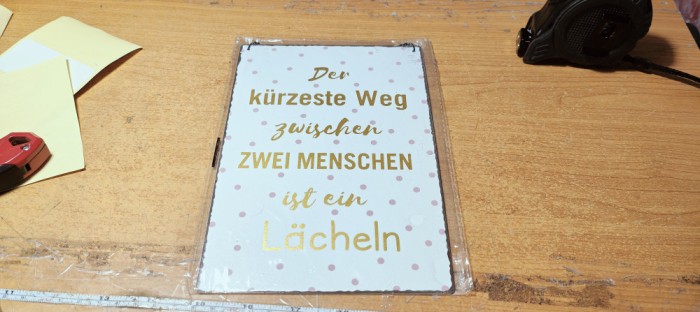 Der
kürzeste Weg
zwischen
ZWEI MENSCHEN
ist ein
Lächeln